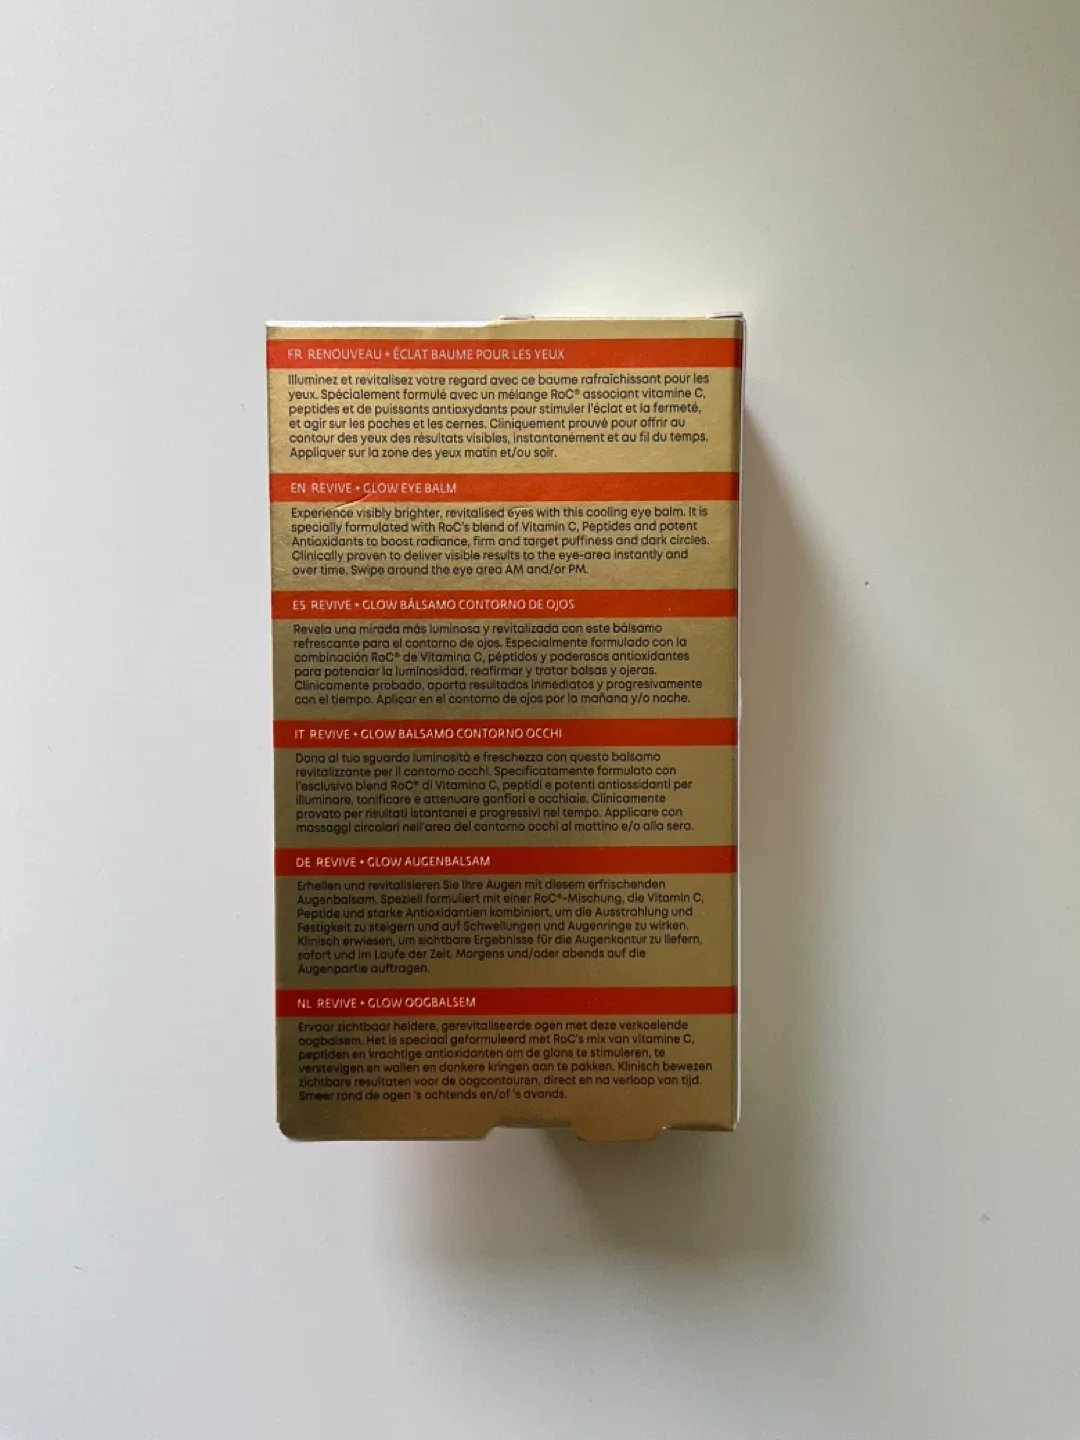 FR RENOUVEAU + ÉCLAT BAUME POUR LES YEUX
Illuminez et revitalisez votre regard avec ce baume rafraîchissant pour les
yeux. Spécialement formulé avec un mélange RoC® associant vitamine C,
peptides et de puissants antioxydants pour stimuler l'éclat et la fermeté,
et agir sur les poches et les cernes. Cliniquement prouvé pour offrir au
contour des yeux des résultats visibles, instantanément et au fil du temps.
Appliquer sur la zone des yeux matin et/ou soir.
EN REVIVE + GLOW EYE BALM
Experience visibly brighter, revitalised eyes with this cooling eye balm. It is
specially formulated with RoC's blend of Vitamin C, Peptides and potent
Antioxidants to boost radiance, firm and target puffiness and dark circles.
Clinically proven to deliver visible results to the eye-area instantly and
over time. Swipe around the eye area AM and/or PM.
ES REVIVE + GLOW BÁLSAMO CONTORNO DE OJOS
Revela una mirada más luminosa y revitalizada con este bálsamo
refrescante para el contorno de ojos. Especialmente formulado con la
combinación RoC® de Vitamina C, péptidos y poderosos antioxidantes
para potenciar la luminosidad, reafirmar y tratar bolsas y ojeras.
Clínicamente probado, aporta resultados inmediatos y progresivamente
con el tiempo. Aplicar en el contorno de ojos por la mañana y/o noche.
IT REVIVE + GLOW BALSAMO CONTORNO OCCHI
Dona al tuo sguardo luminosità e freschezza con questo balsamo
revitalizzante per il contorno occhi. Specificatamente formulato con
l'esclusivo blend RoC® di Vitamina C, peptidi e potenti antiossidanti per
illuminare, tonificare e attenuare gonfiori e occhiaie. Clinicamente
provato per risultati istantanei e progressivi nel tempo. Applicare con
massaggi circolari nell'area del contorno occhi al mattino e/o alla sera.
DE REVIVE + GLOW AUGENBALSAM
Erhellen und revitalisieren Sie Ihre Augen mit diesem erfrischenden
Augenbalsam. Speziell formuliert mit einer RoC®-Mischung, die Vitamin C,
Peptide und starke Antioxidantien kombiniert, um die Ausstrahlung und
Festigkeit zu steigern und auf Schwellungen und Augenringe zu wirken.
Klinisch erwiesen, um sichtbare Ergebnisse für die Augenkontur zu liefern,
sofort und im Laufe der Zeit. Morgens und/oder abends auf die
Augenpartie auftragen.
NL REVIVE + GLOW OOGBALSEM
Ervaar zichtbaar heldere, gerevitaliseerde ogen met deze verkoelende
oogbalsem. Het is speciaal geformuleerd met RoC's mix van vitamine C,
peptiden en krachtige antioxidanten om de glans te stimuleren, te
verstevigen en wallen en donkere kringen aan te pakken. Klinisch bewezen
zichtbare resultaten voor de oogcontouren, direct en na verloop van tijd.
Smeer rond de ogen 's ochtends en/of 's avonds.